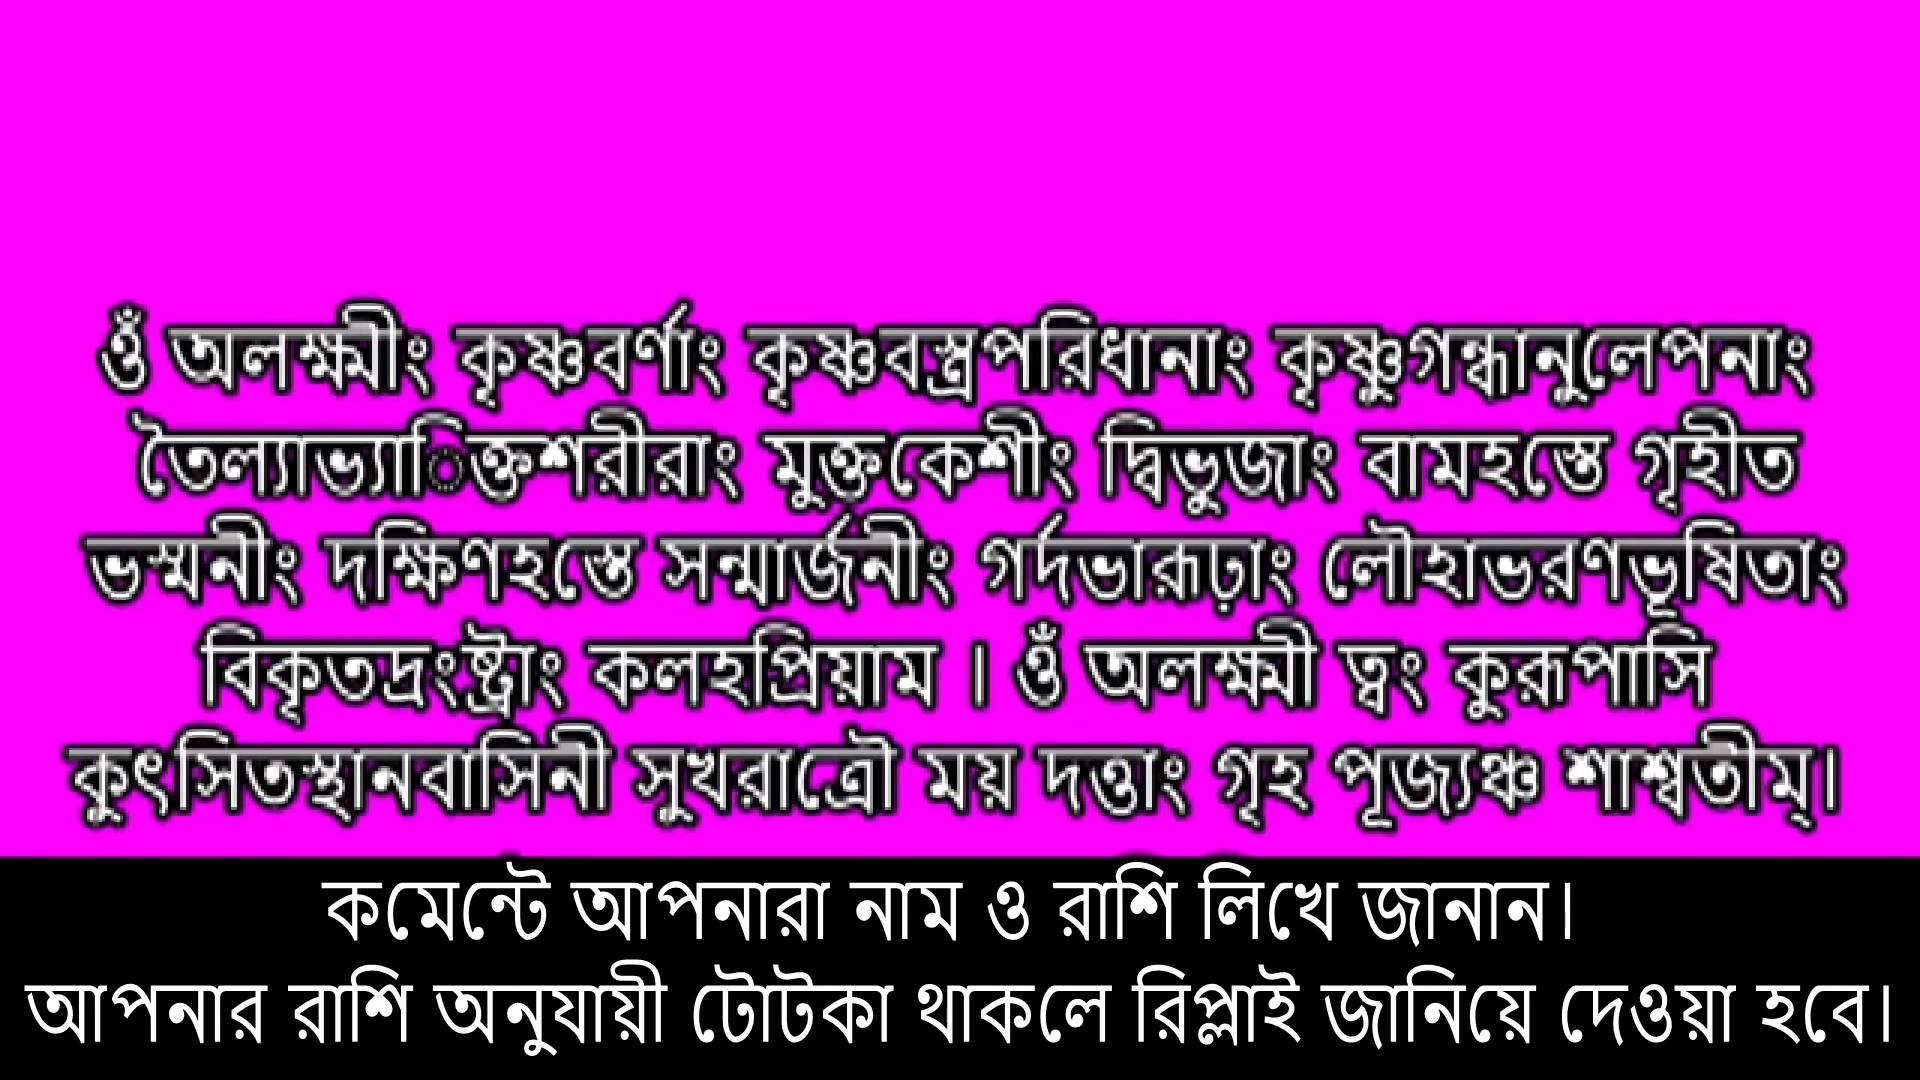 ওঁ অলক্ষ্মীং কৃষ্ণবর্ণাং কৃষ্ণবস্ত্রপরিধানাং কৃষ্ণুগন্ধানুলেপনাং
তৈল্যাভ্যািক্তশরীরাং মুক্তকেশীং দ্বিভুজাং বামহস্তে গৃহীত
ভস্মনীং দক্ষিণহস্তে সন্মার্জনীং গর্দভারূঢ়াং লৌহাভরণভূষিতাং
বিকৃতদ্রংষ্ট্রাং কলহপ্রিয়াম । ওঁ অলক্ষ্মী ত্বং কুরূপাসি
কুৎসিতস্থানবাসিনী সুখরাত্রৌ ময় দত্তাং গৃহ পূজ্যঞ্চ শাশ্বতীম্।
কমেন্টে আপনারা নাম ও রাশি লিখে জানান।
আপনার রাশি অনুযায়ী টোটকা থাকলে রিপ্লাই জানিয়ে দেওয়া হবে।